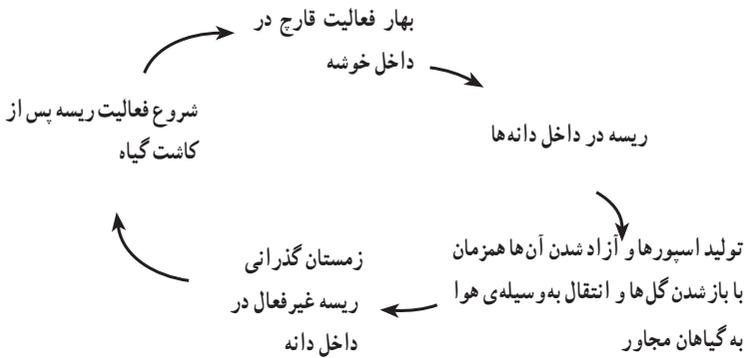 بهار فعالیت قارچ در
داخل خوشه
ریسه در داخل دانه‌ها
تولید اسپورها و آزاد شدن آن‌ها همزمان
با باز شدن گل‌ها و انتقال به‌وسیله‌ی هوا
به گیاهان مجاور
زمستان گذرانی
ریسه غیرفعال در
داخل دانه
شروع فعالیت ریسه پس از
کاشت گیاه